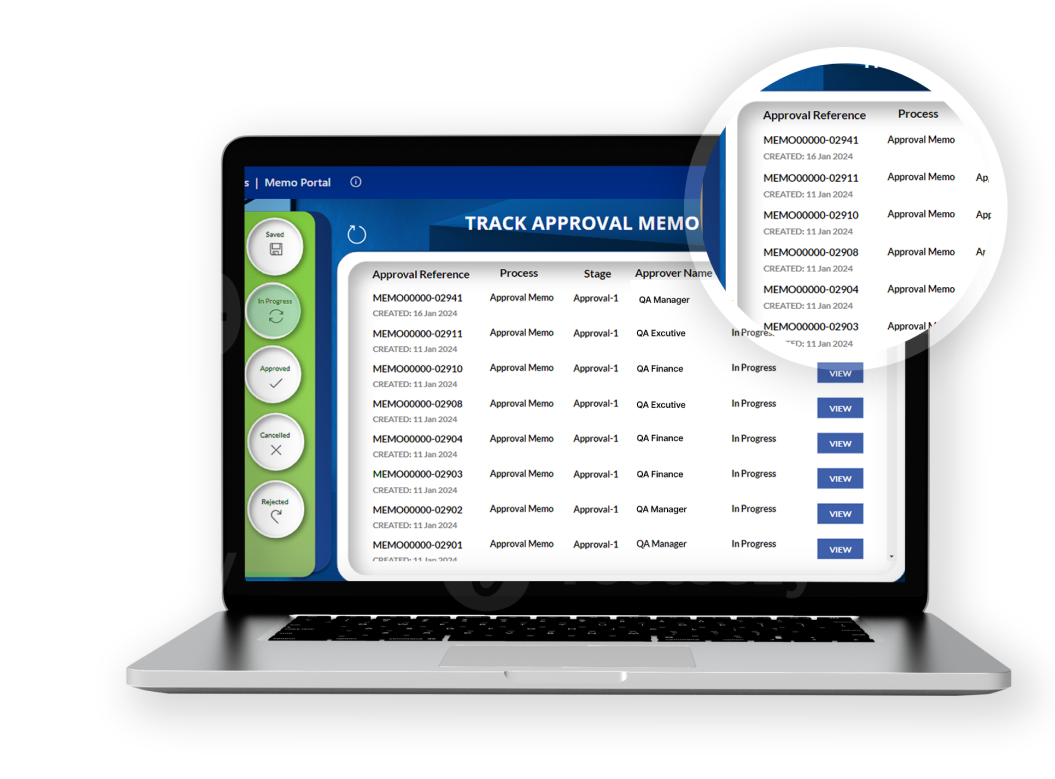 s | Memo Portal
TRACK APPROVAL MEMO
Saved
In Progress
Approved
Cancelled
Rejected
Approval Reference Process Stage Approver Name
MEMO00000-02941 Approval Memo Approval-1 QA Manager
CREATED: 16 Jan 2024
MEMO00000-02911 Approval Memo Approval-1 QA Excutive In Progres
CREATED: 11 Jan 2024
MEMO00000-02910 Approval Memo Approval-1 QA Finance In Progress VIEW
CREATED: 11 Jan 2024
MEMO00000-02908 Approval Memo Approval-1 QA Excutive In Progress VIEW
CREATED: 11 Jan 2024
MEMO00000-02904 Approval Memo Approval-1 QA Finance In Progress VIEW
CREATED: 11 Jan 2024
MEMO00000-02903 Approval Memo Approval-1 QA Finance In Progress VIEW
CREATED: 11 Jan 2024
MEMO00000-02902 Approval Memo Approval-1 QA Manager In Progress VIEW
CREATED: 11 Jan 2024
MEMO00000-02901 Approval Memo Approval-1 QA Manager In Progress VIEW
CREATED: 11 Jan 2024
Approval Reference Process
MEMO00000-02941 Approval Memo
CREATED: 16 Jan 2024
MEMO00000-02911 Approval Memo Ap
CREATED: 11 Jan 2024
MEMO00000-02910 Approval Memo App
CREATED: 11 Jan 2024
MEMO00000-02908 Approval Memo
CREATED: 11 Jan 2024
MEMO00000-02904 Approval Memo
CREATED: 11 Jan 2024
MEMO00000-02903 Approval
11 Jan 2024